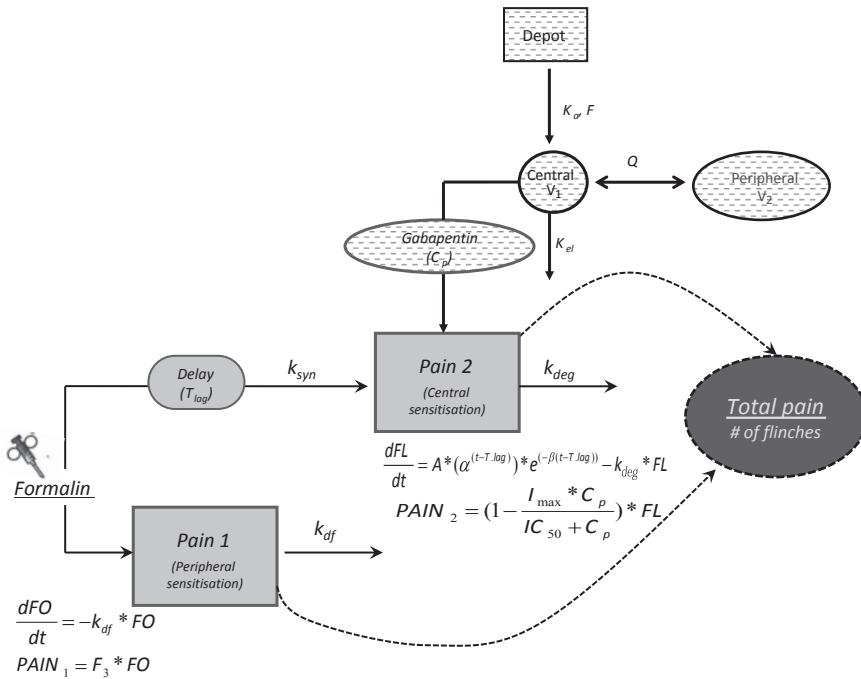 Depot
K_a, F
Central
V_1
Q
Peripheral
V_2
Gabapentin
(C_p)
K_el
Delay
(T_lag)
k_syn
Pain 2
(Central
sensitisation)
k_deg
Total pain
# of flinches
dFL/dt = A*(α^(t−T.lag))*e^(−β(t−T.lag)) − k_deg * FL
PAIN_2 = (1 − I_max * C_p / IC_50 + C_p) * FL
Formalin
Pain 1
(Peripheral
sensitisation)
k_df
dFO/dt = −k_df * FO
PAIN_1 = F_3 * FO